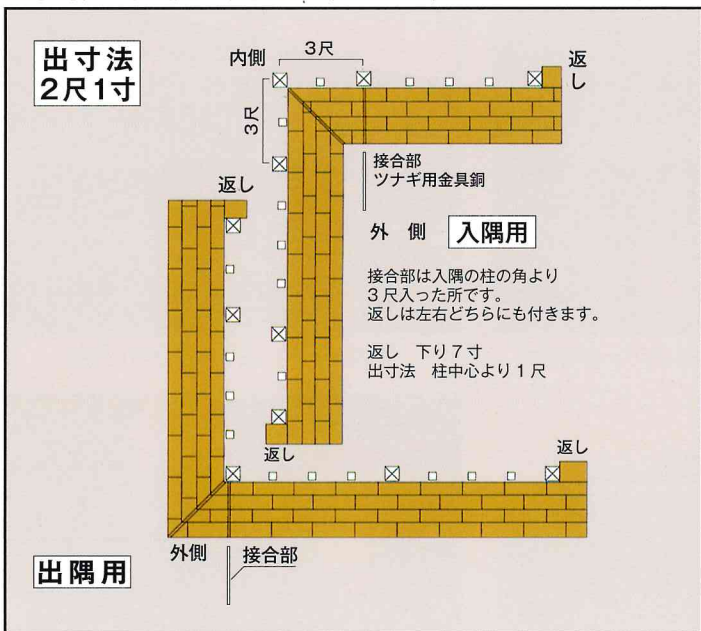 出寸法
2尺1寸
内側
3尺
返し
3尺
接合部
ツナギ用金具銅
返し
外 側
入隅用
接合部は入隅の柱の角より
3尺入った所です。
返しは左右どちらにも付きます。
返し 下り7寸
出寸法 柱中心より1尺
返し
返し
外側
接合部
出隅用